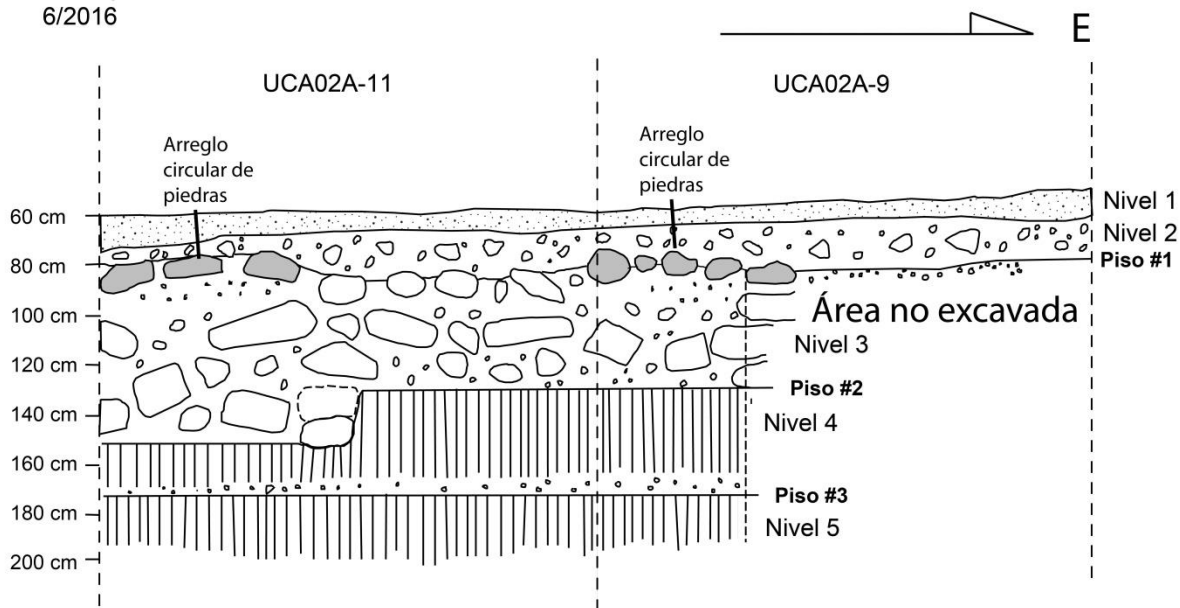 6/2016
E
UCA02A-11
UCA02A-9
Arreglo
circular de
piedras
Arreglo
circular de
piedras
60 cm
Nivel 1
Nivel 2
80 cm
Piso #1
100 cm
Área no excavada
Nivel 3
120 cm
Piso #2
140 cm
Nivel 4
160 cm
Piso #3
180 cm
Nivel 5
200 cm